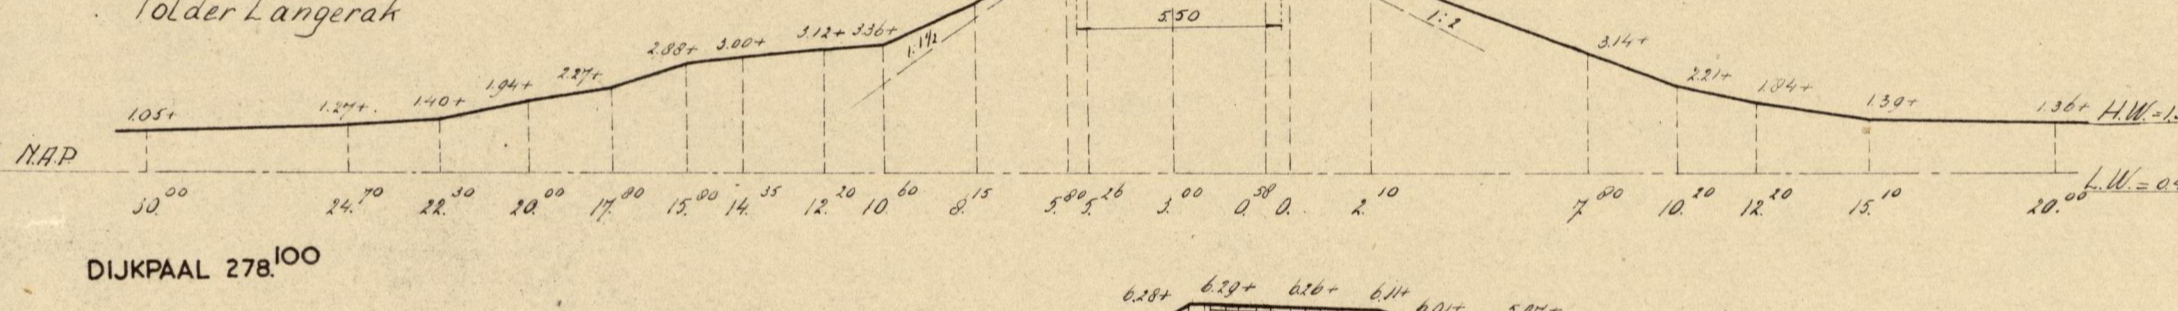 Polder Langerak
5.50
1:2
1:1½
1.05+ 1.27+ 1.40+ 1.94+ 2.27+ 2.88+ 3.00+ 3.12+ 3.36+ 3.14+ 2.21+ 1.84+ 1.39+ 1.36+ H.W.=1.
N.A.P.
L.W.=0.4
30.00 24.70 22.30 20.00 17.80 15.80 14.35 12.20 10.60 8.15 5.80 5.26 3.00 0.58 0. 2.10 7.80 10.20 12.20 15.10 20.00
DIJKPAAL 278.100
6.28+ 6.29+ 6.26+ 6.11+